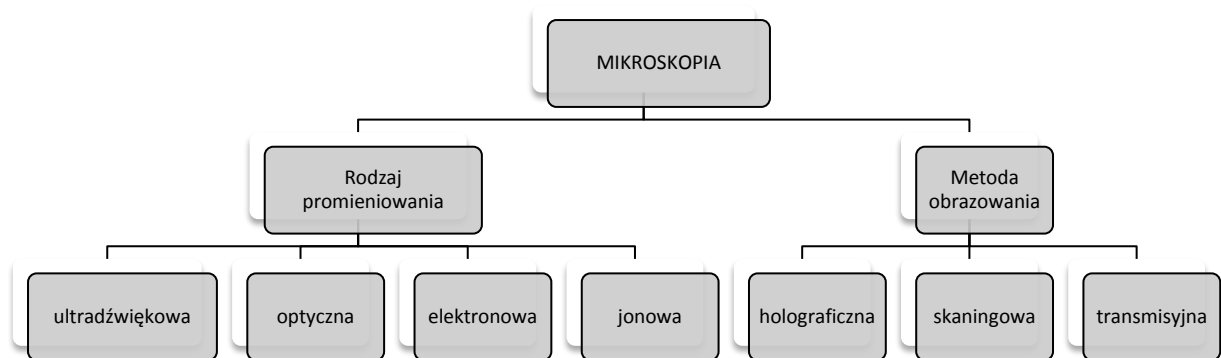 MIKROSKOPIA
Rodzaj
promieniowania
Metoda
obrazowania
ultradźwiękowa
optyczna
elektronowa
jonowa
holograficzna
skaningowa
transmisyjna